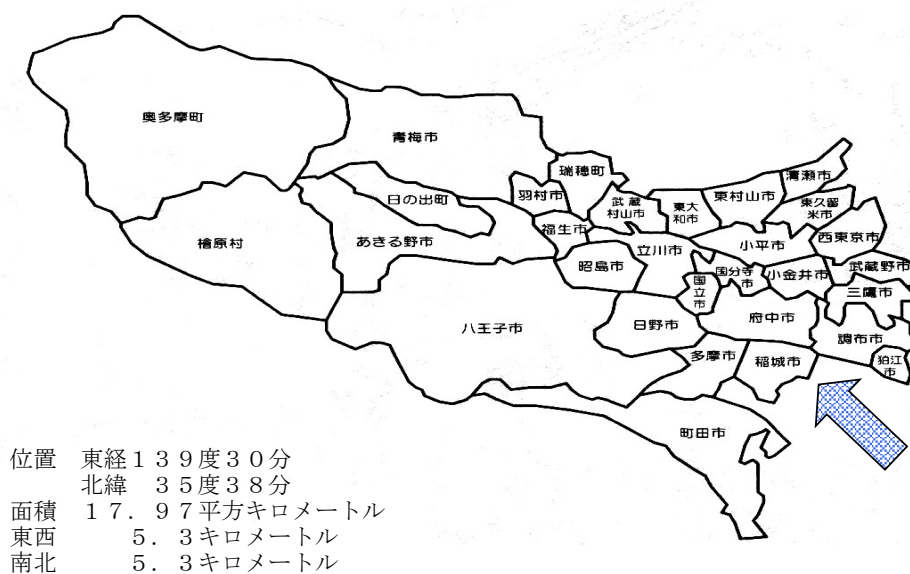 奥多摩町
青梅市
瑞穂町
清瀬市
日の出町
羽村市
武蔵
村山市
東大
和市
東村山市
東久留
米市
檜原村
あきる野市
福生市
立川市
小平市
西東京市
昭島市
国分寺
市
小金井市
武蔵野市
国
立
市
三鷹市
八王子市
日野市
府中市
調布市
多摩市
稲城市
狛江
市
町田市
位置 東経139度30分
北緯 35度38分
面積 17.97平方キロメートル
東西 5.3キロメートル
南北 5.3キロメートル